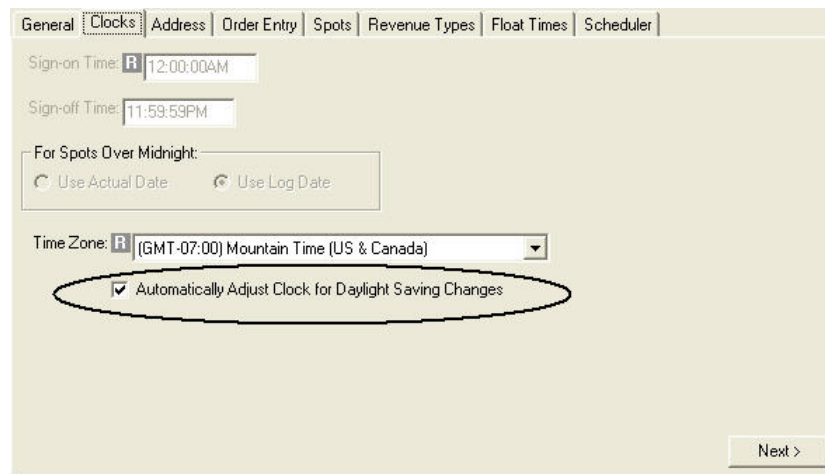 General Clocks Address Order Entry Spots Revenue Types Float Times Scheduler
Sign-on Time: R 12:00:00AM
Sign-off Time: 11:59:59PM
For Spots Over Midnight:
Use Actual Date Use Log Date
Time Zone: R (GMT-07:00) Mountain Time (US & Canada)
Automatically Adjust Clock for Daylight Saving Changes
Next >